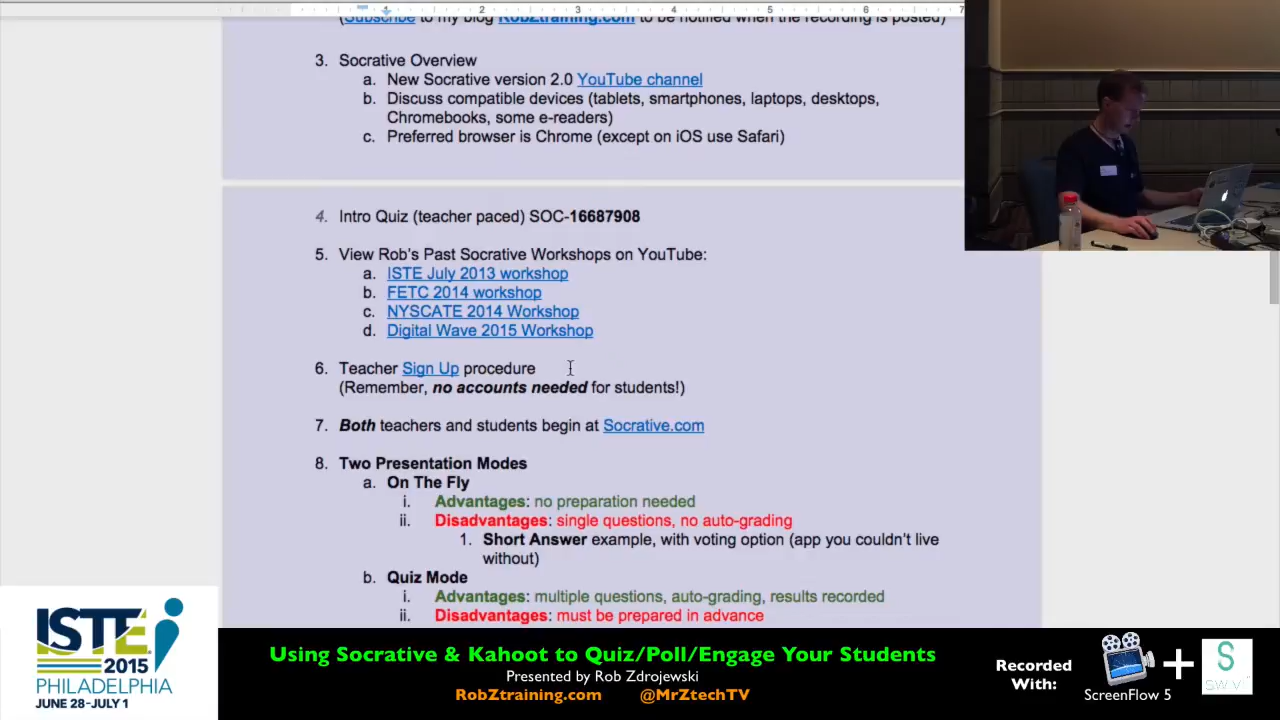 1 2 3 4 5 6 7
(Subscribe to my blog RobZtraining.com to be notified when the recording is posted)
3. Socrative Overview
a. New Socrative version 2.0 YouTube channel
b. Discuss compatible devices (tablets, smartphones, laptops, desktops,
Chromebooks, some e-readers)
c. Preferred browser is Chrome (except on iOS use Safari)
4. Intro Quiz (teacher paced) SOC-16687908
5. View Rob's Past Socrative Workshops on YouTube:
a. ISTE July 2013 workshop
b. FETC 2014 workshop
c. NYSCATE 2014 Workshop
d. Digital Wave 2015 Workshop
6. Teacher Sign Up procedure
(Remember, no accounts needed for students!)
7. Both teachers and students begin at Socrative.com
8. Two Presentation Modes
a. On The Fly
i. Advantages: no preparation needed
ii. Disadvantages: single questions, no auto-grading
1. Short Answer example, with voting option (app you couldn't live
without)
b. Quiz Mode
i. Advantages: multiple questions, auto-grading, results recorded
ii. Disadvantages: must be prepared in advance
ISTE
2015
PHILADELPHIA
JUNE 28-JULY 1
Using Socrative & Kahoot to Quiz/Poll/Engage Your Students
Presented by Rob Zdrojewski
RobZtraining.com @MrZtechTV
Recorded
With:
ScreenFlow 5
+
S
SWIVL